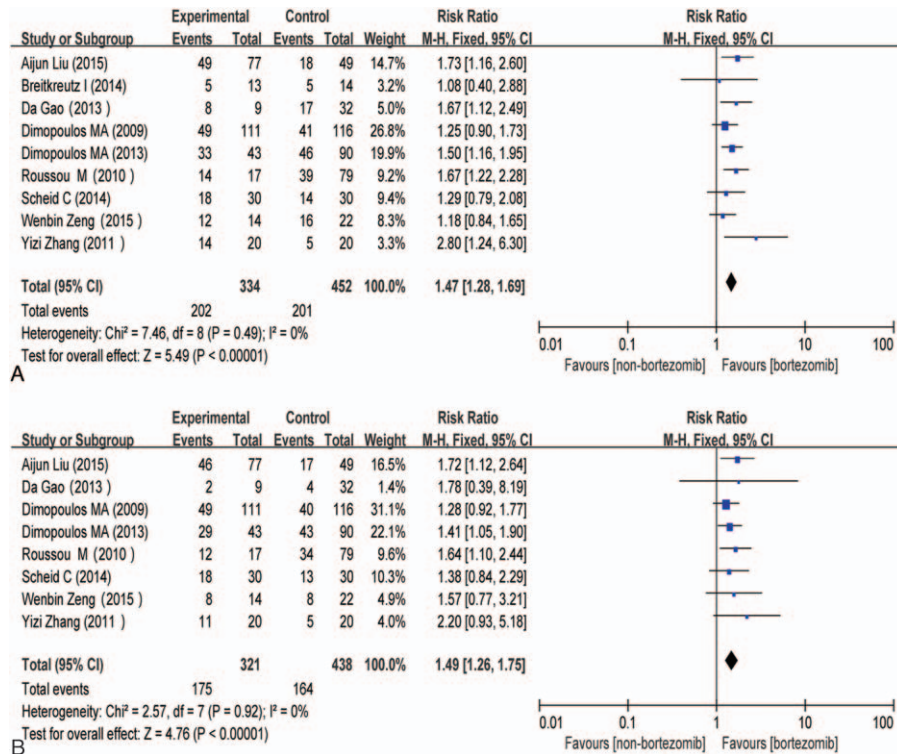 Experimental Control Risk Ratio Risk Ratio
Study or Subgroup Events Total Events Total Weight M-H, Fixed, 95% CI M-H, Fixed, 95% CI
Aijun Liu (2015) 49 77 18 49 14.7% 1.73 [1.16, 2.60]
Breitkreutz I (2014) 5 13 5 14 3.2% 1.08 [0.40, 2.88]
Da Gao (2013) 8 9 17 32 5.0% 1.67 [1.12, 2.49]
Dimopoulos MA (2009) 49 111 41 116 26.8% 1.25 [0.90, 1.73]
Dimopoulos MA (2013) 33 43 46 90 19.9% 1.50 [1.16, 1.95]
Roussou M (2010) 14 17 39 79 9.2% 1.67 [1.22, 2.28]
Scheid C (2014) 18 30 14 30 9.4% 1.29 [0.79, 2.08]
Wenbin Zeng (2015) 12 14 16 22 8.3% 1.18 [0.84, 1.65]
Yizi Zhang (2011 ) 14 20 5 20 3.3% 2.80 [1.24, 6.30]
Total (95% CI) 334 452 100.0% 1.47 [1.28, 1.69]
Total events 202 201
Heterogeneity: Chi² = 7.46, df = 8 (P = 0.49); I² = 0%
Test for overall effect: Z = 5.49 (P < 0.00001)
0.01 0.1 1 10 100
Favours [non-bortezomib] Favours [bortezomib]
A
Experimental Control Risk Ratio Risk Ratio
Study or Subgroup Events Total Events Total Weight M-H, Fixed, 95% CI M-H, Fixed, 95% CI
Aijun Liu (2015) 46 77 17 49 16.5% 1.72 [1.12, 2.64]
Da Gao (2013) 2 9 4 32 1.4% 1.78 [0.39, 8.19]
Dimopoulos MA (2009) 49 111 40 116 31.1% 1.28 [0.92, 1.77]
Dimopoulos MA (2013) 29 43 43 90 22.1% 1.41 [1.05, 1.90]
Roussou M (2010) 12 17 34 79 9.6% 1.64 [1.10, 2.44]
Scheid C (2014) 18 30 13 30 10.3% 1.38 [0.84, 2.29]
Wenbin Zeng (2015) 8 14 8 22 4.9% 1.57 [0.77, 3.21]
Yizi Zhang (2011 ) 11 20 5 20 4.0% 2.20 [0.93, 5.18]
Total (95% CI) 321 438 100.0% 1.49 [1.26, 1.75]
Total events 175 164
Heterogeneity: Chi² = 2.57, df = 7 (P = 0.92); I² = 0%
Test for overall effect: Z = 4.76 (P < 0.00001)
0.01 0.1 1 10 100
Favours [non-bortezomib] Favours [bortezomib]
B